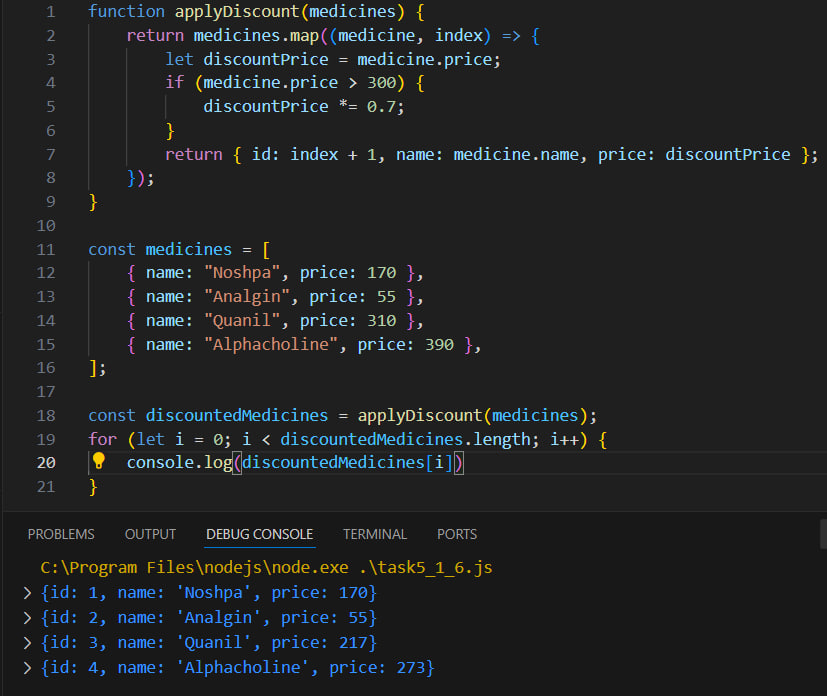 1 function applyDiscount(medicines) {
2     return medicines.map((medicine, index) => {
3         let discountPrice = medicine.price;
4         if (medicine.price > 300) {
5             discountPrice *= 0.7;
6         }
7         return { id: index + 1, name: medicine.name, price: discountPrice };
8     });
9 }
10
11 const medicines = [
12     { name: "Noshpa", price: 170 },
13     { name: "Analgin", price: 55 },
14     { name: "Quanil", price: 310 },
15     { name: "Alphacholine", price: 390 },
16 ];
17
18 const discountedMedicines = applyDiscount(medicines);
19 for (let i = 0; i < discountedMedicines.length; i++) {
20     console.log(discountedMedicines[i])
21 }
PROBLEMS OUTPUT DEBUG CONSOLE TERMINAL PORTS
C:\Program Files\nodejs\node.exe .\task5_1_6.js
> {id: 1, name: 'Noshpa', price: 170}
> {id: 2, name: 'Analgin', price: 55}
> {id: 3, name: 'Quanil', price: 217}
> {id: 4, name: 'Alphacholine', price: 273}